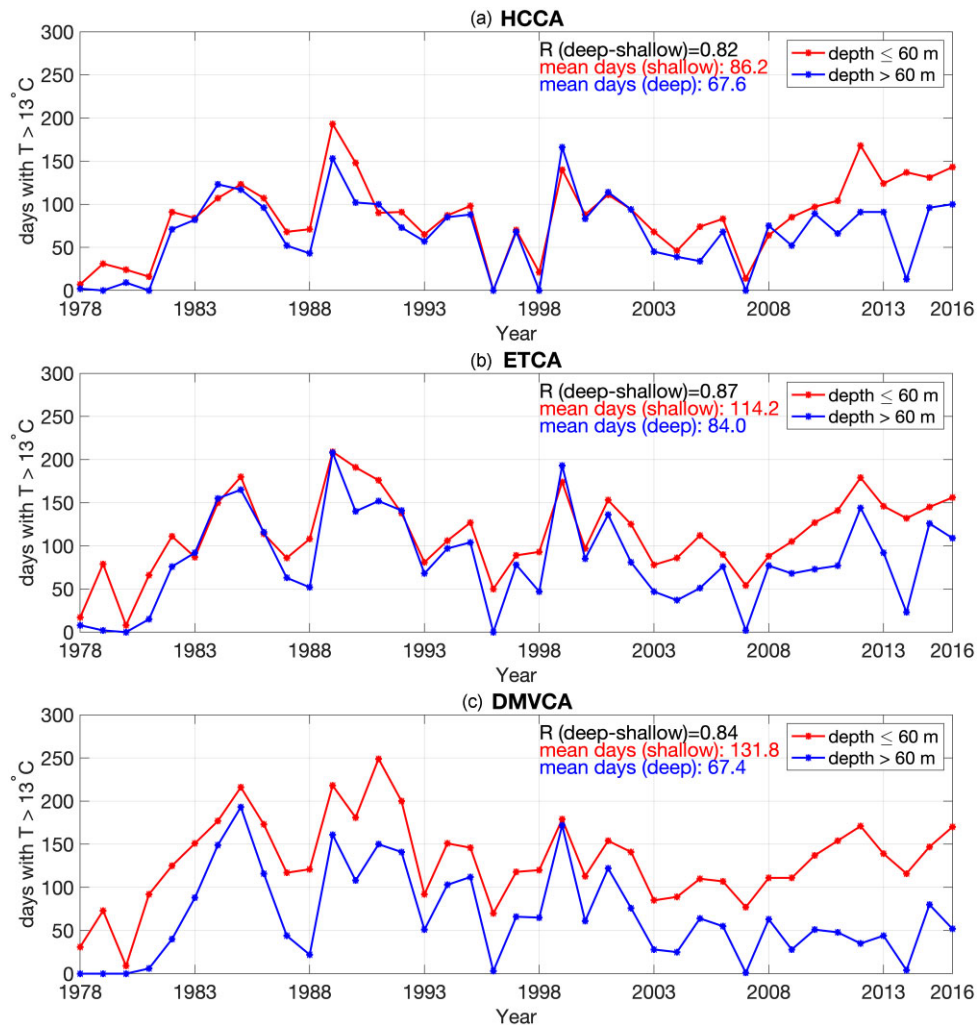 (a) HCCA
300
250
200
150
100
50
0
days with T > 13°C
R (deep-shallow)=0.82
mean days (shallow): 86.2
mean days (deep): 67.6
depth ≤ 60 m
depth > 60 m
1978 1983 1988 1993 1998 2003 2008 2013 2016
Year
(b) ETCA
300
250
200
150
100
50
0
days with T > 13°C
R (deep-shallow)=0.87
mean days (shallow): 114.2
mean days (deep): 84.0
depth ≤ 60 m
depth > 60 m
1978 1983 1988 1993 1998 2003 2008 2013 2016
Year
(c) DMVCA
300
250
200
150
100
50
0
days with T > 13°C
R (deep-shallow)=0.84
mean days (shallow): 131.8
mean days (deep): 67.4
depth ≤ 60 m
depth > 60 m
1978 1983 1988 1993 1998 2003 2008 2013 2016
Year